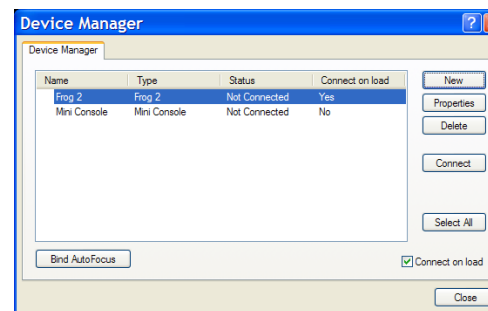 Device Manager ?
Device Manager
Name Type Status Connect on load New
Frog 2 Frog 2 Not Connected Yes
Mini Console Mini Console Not Connected No
Properties
Delete
Connect
Select All
Bind AutoFocus
Connect on load
Close